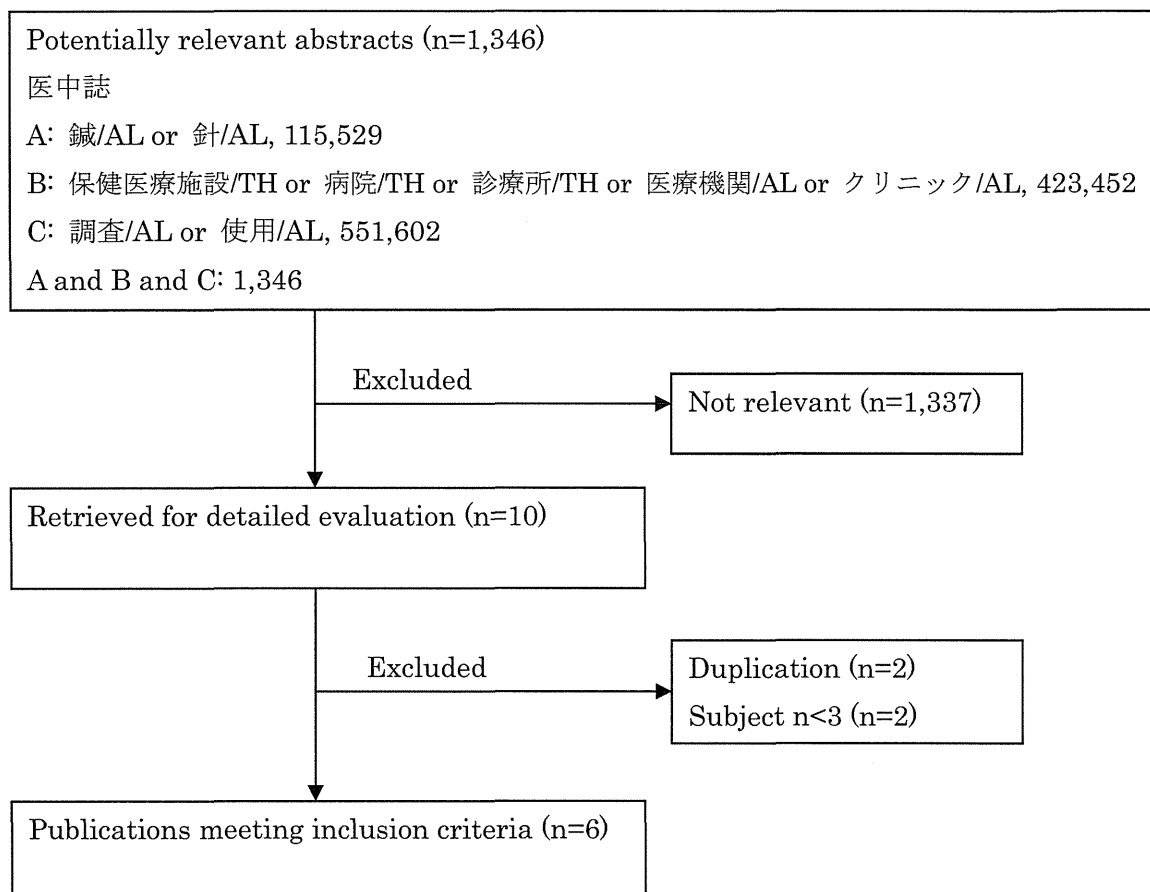 Potentially relevant abstracts (n=1,346)
医中誌
A: 鍼/AL or 針/AL, 115,529
B: 保健医療施設/TH or 病院/TH or 診療所/TH or 医療機関/AL or クリニック/AL, 423,452
C: 調査/AL or 使用/AL, 551,602
A and B and C: 1,346
Excluded
Not relevant (n=1,337)
Retrieved for detailed evaluation (n=10)
Excluded
Duplication (n=2)
Subject n<3 (n=2)
Publications meeting inclusion criteria (n=6)